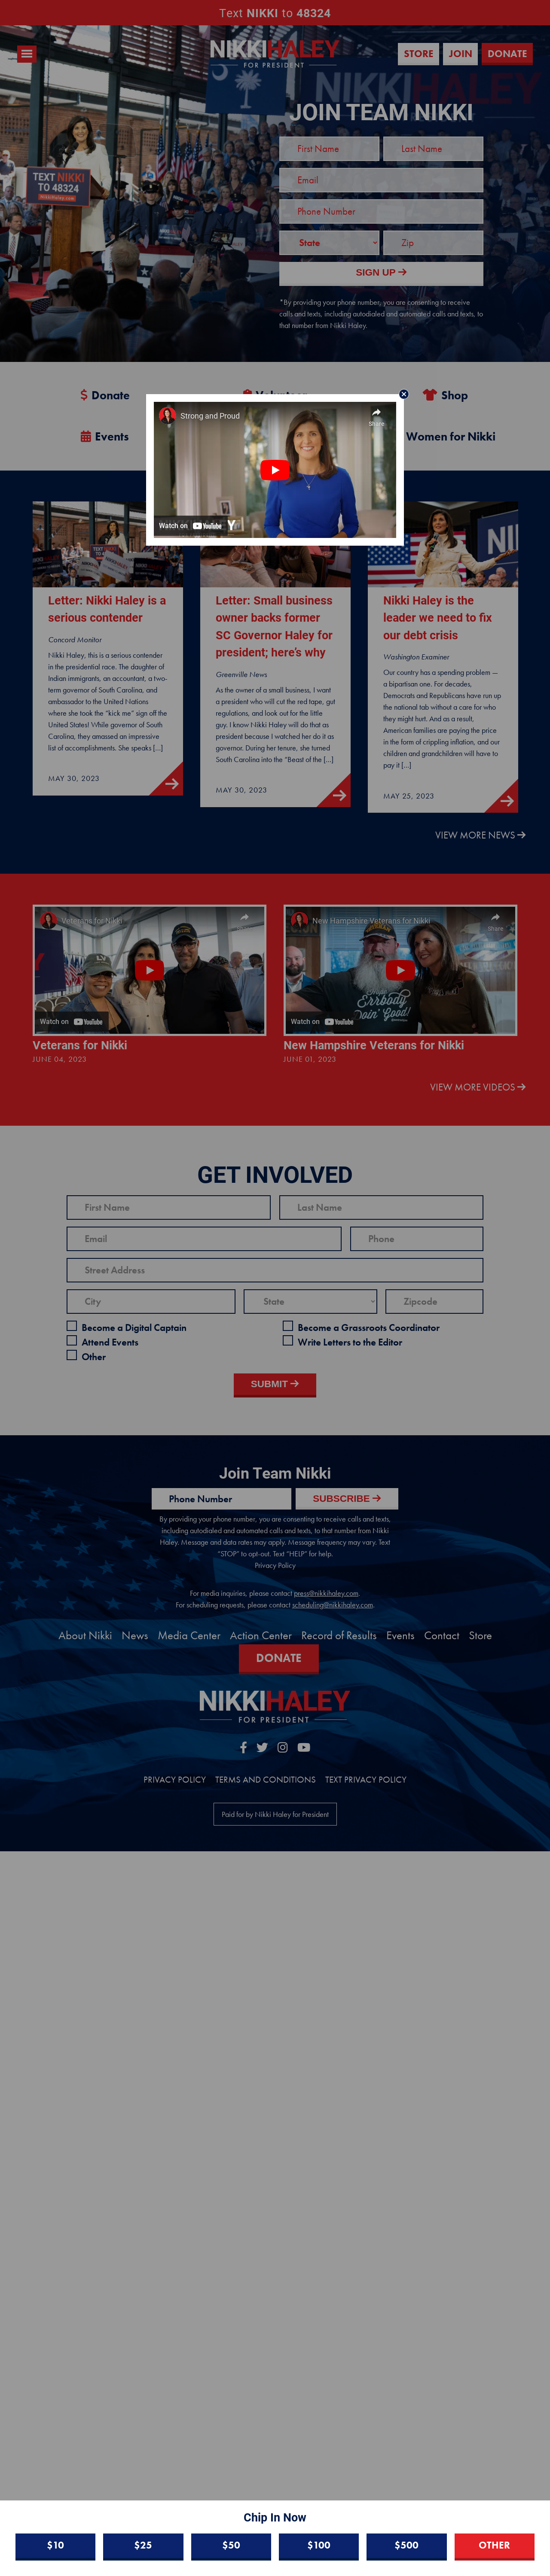 Text NIKKI to 48324
NIKKIHALEY
FOR PRESIDENT
STORE
JOIN
DONATE
JOIN TEAM NIKKI
TEXT NIKKI
TO 48324
First Name
Last Name
Email
Phone Number
State
Zip
SIGN UP
*By providing your phone number, you are consenting to receive
calls and texts, including autodialed and automated calls and texts, to
that number from Nikki Haley.
Donate
Shop
Events
Women for Nikki
Strong and Proud
Share
Watch on YouTube
Letter: Nikki Haley is a
serious contender
Concord Monitor
Nikki Haley, this is a serious contender
in the presidential race. The daughter of
Indian immigrants, an accountant, a two-
term governor of South Carolina, and
ambassador to the United Nations
where she took the "kick me" sign off the
United States! While governor of South
Carolina, they amassed an impressive
list of accomplishments. She speaks [...]
MAY 30, 2023
Letter: Small business
owner backs former
SC Governor Haley for
president; here's why
Greenville News
As the owner of a small business, I want
a president who will cut the red tape, gut
regulations, and look out for the little
guy. I know Nikki Haley will do that as
president because I watched her do it as
governor. During her tenure, she turned
South Carolina into the "Beast of the [...]
MAY 30, 2023
Nikki Haley is the
leader we need to fix
our debt crisis
Washington Examiner
Our country has a spending problem —
a bipartisan one. For decades,
Democrats and Republicans have run up
the national tab without a care for who
they might hurt. And as a result,
American families are paying the price
in the form of crippling inflation, and our
children and grandchildren will have to
pay it [...]
MAY 25, 2023
VIEW MORE NEWS
Veterans for Nikki
Watch on YouTube
Veterans for Nikki
JUNE 04, 2023
New Hampshire Veterans for Nikki
Share
Watch on YouTube
New Hampshire Veterans for Nikki
JUNE 01, 2023
VIEW MORE VIDEOS
GET INVOLVED
First Name
Last Name
Email
Phone
Street Address
City
State
Zipcode
Become a Digital Captain
Become a Grassroots Coordinator
Attend Events
Write Letters to the Editor
Other
SUBMIT
Join Team Nikki
Phone Number
SUBSCRIBE
By providing your phone number, you are consenting to receive calls and texts,
including autodialed and automated calls and texts, to that number from Nikki
Haley. Message and data rates may apply. Message frequency may vary. Text
"STOP" to opt-out. Text "HELP" for help.
Privacy Policy
For media inquiries, please contact press@nikkihaley.com.
For scheduling requests, please contact scheduling@nikkihaley.com.
About Nikki News Media Center Action Center Record of Results Events Contact Store
DONATE
NIKKIHALEY
FOR PRESIDENT
PRIVACY POLICY TERMS AND CONDITIONS TEXT PRIVACY POLICY
Paid for by Nikki Haley for President
Chip In Now
$10
$25
$50
$100
$500
OTHER